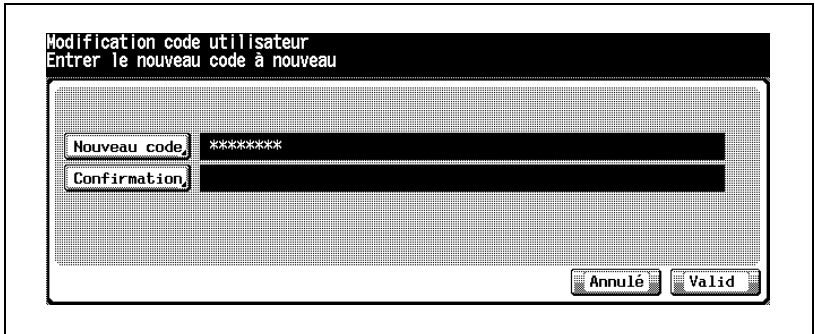 Modification code utilisateur
Entrer le nouveau code à nouveau
Nouveau code ********
Confirmation
Annulé Valid